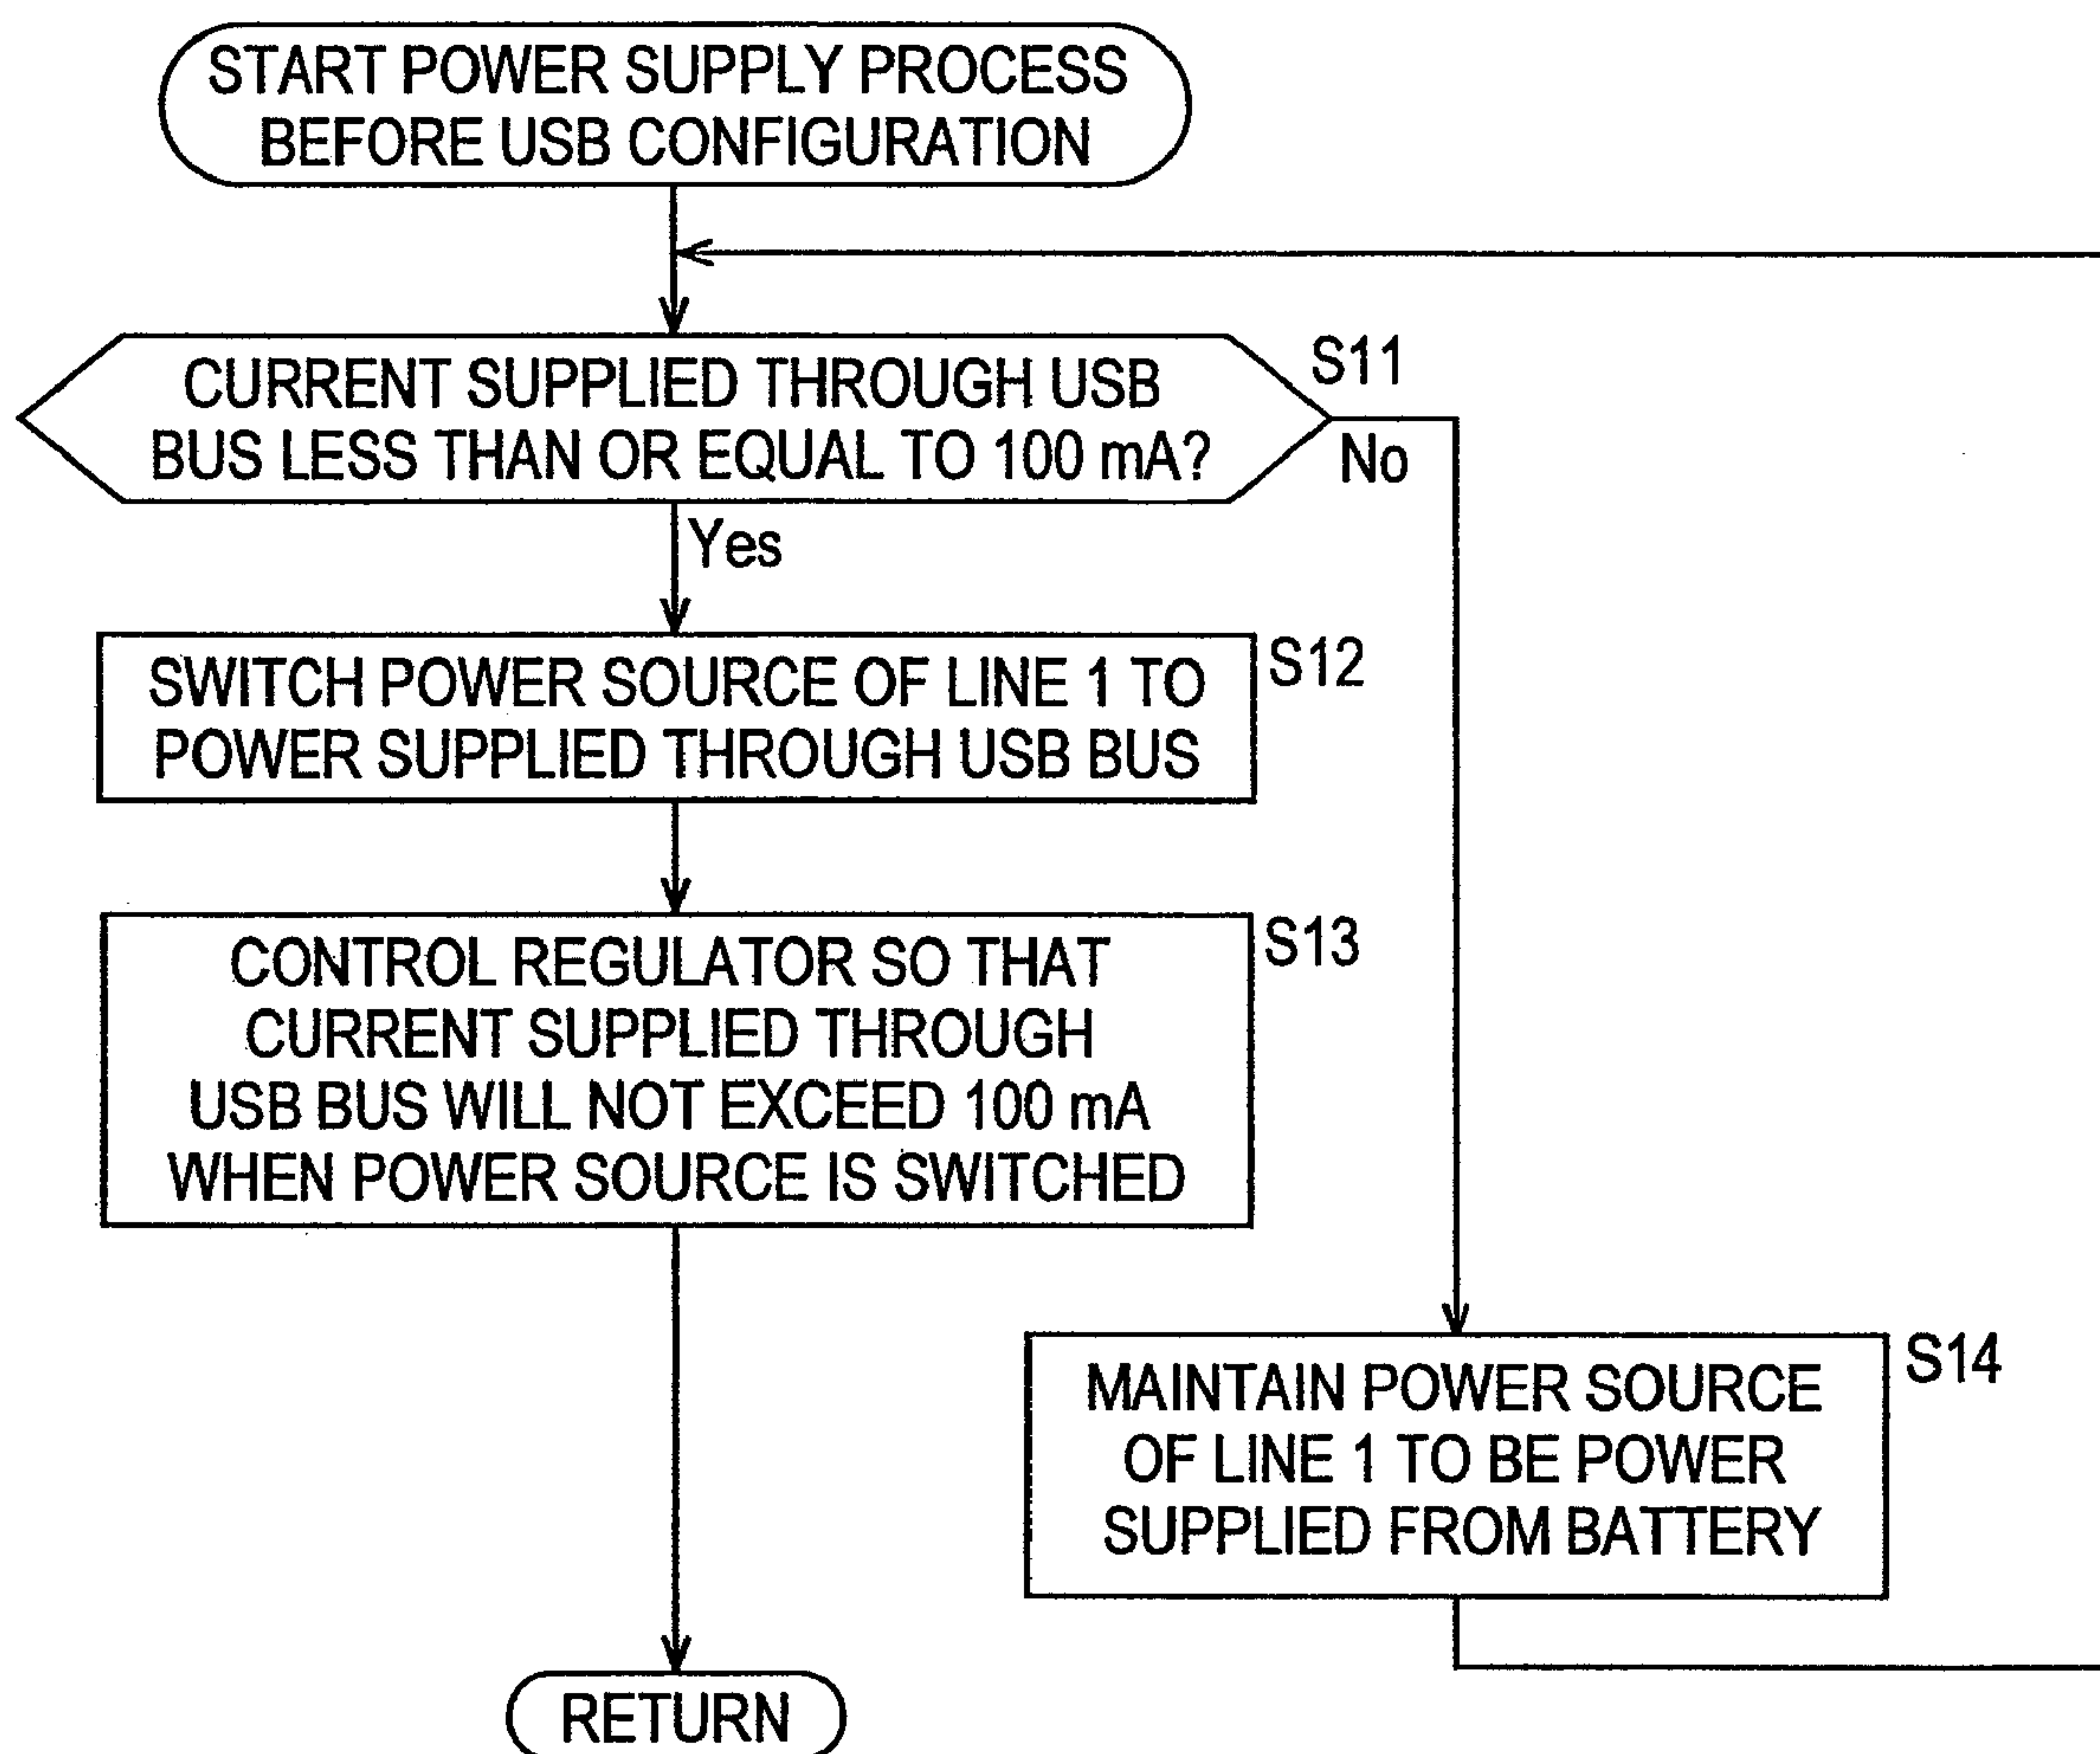 START POWER SUPPLY PROCESS
BEFORE USB CONFIGURATION
CURRENT SUPPLIED THROUGH USB
BUS LESS THAN OR EQUAL TO 100 mA?
S11
No
Yes
SWITCH POWER SOURCE OF LINE 1 TO
POWER SUPPLIED THROUGH USB BUS
S12
CONTROL REGULATOR SO THAT
CURRENT SUPPLIED THROUGH
USB BUS WILL NOT EXCEED 100 mA
WHEN POWER SOURCE IS SWITCHED
S13
MAINTAIN POWER SOURCE
OF LINE 1 TO BE POWER
SUPPLIED FROM BATTERY
S14
RETURN